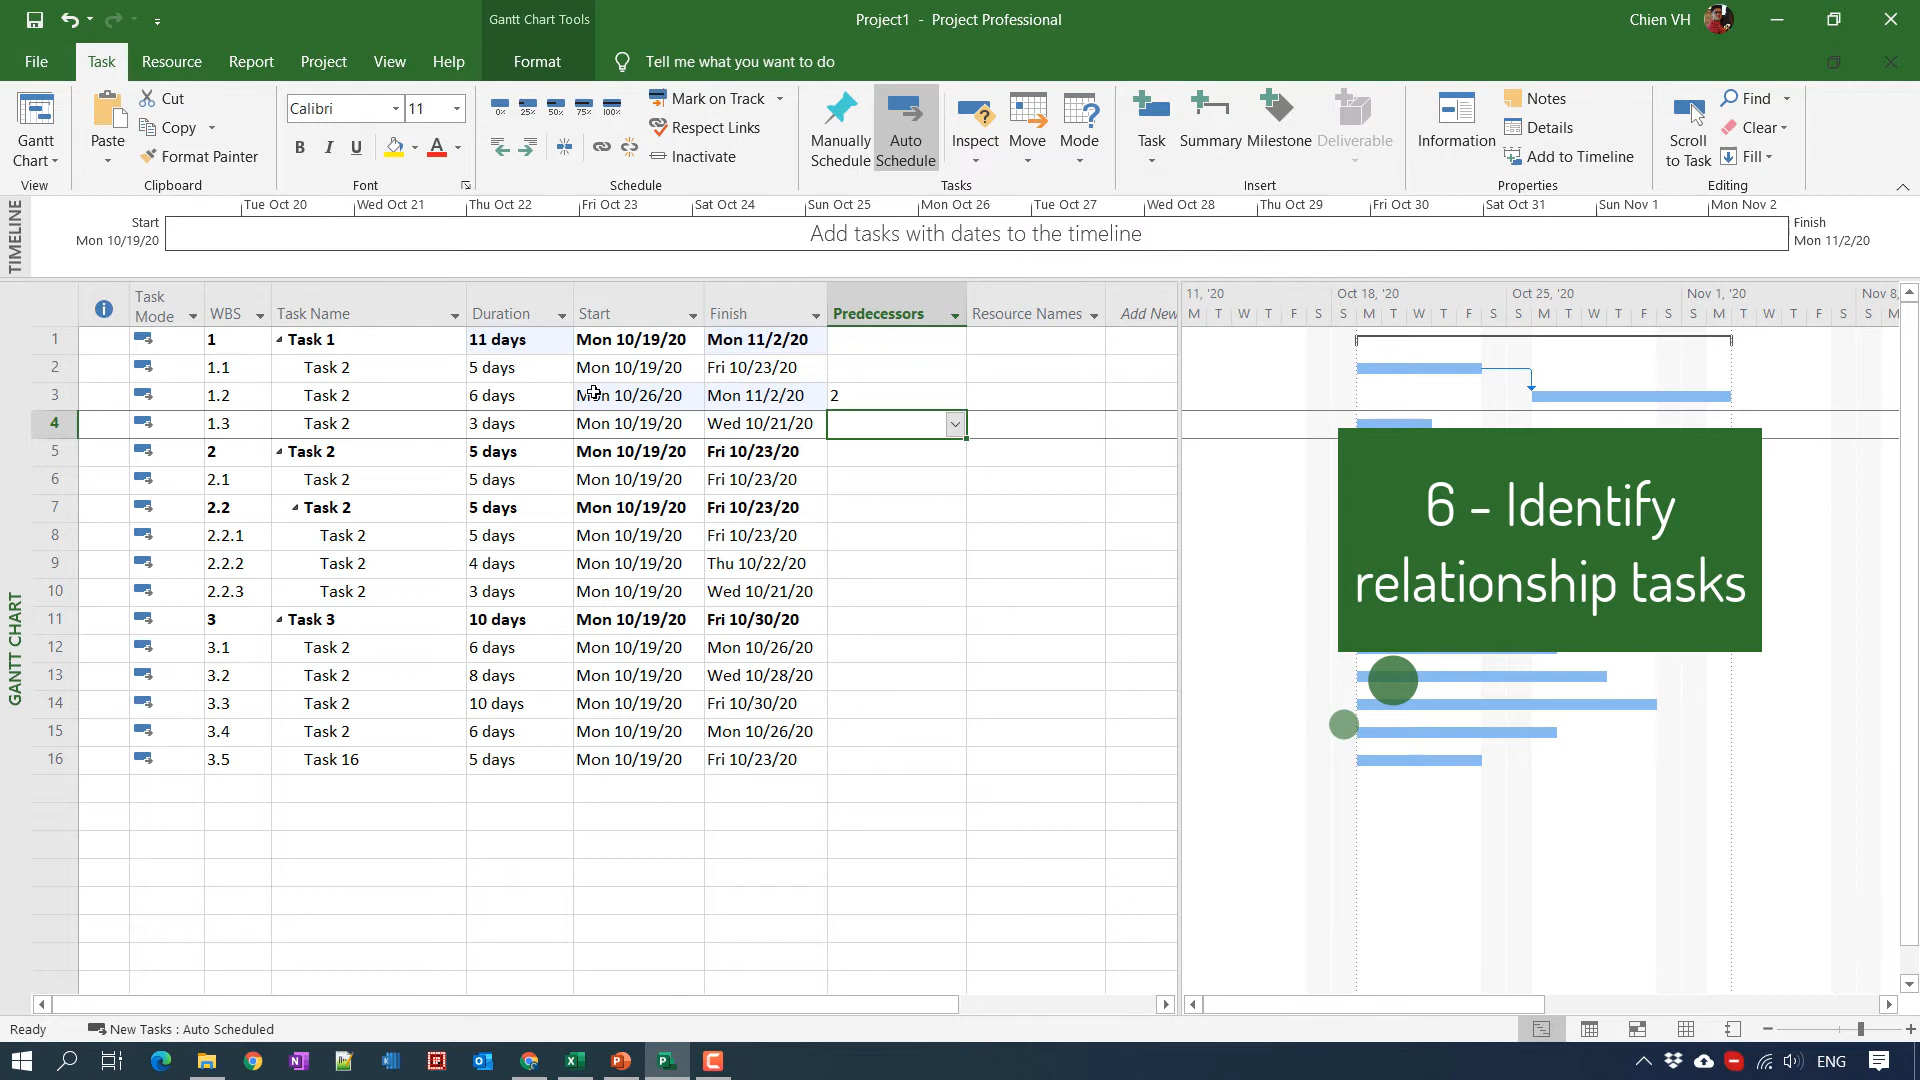 Gantt Chart Tools
Project1 - Project Professional
Chien VH
File Task Resource Report Project View Help Format Tell me what you want to do
Gantt Chart
View
Paste
Cut
Copy
Format Painter
Clipboard
Calibri 11
B I U A
Font
0% 25% 50% 75% 100%
Mark on Track
Respect Links
Inactivate
Schedule
Manually Schedule
Auto Schedule
Inspect
Move
Mode
Tasks
Task
Summary
Milestone
Deliverable
Insert
Information
Notes
Details
Add to Timeline
Properties
Scroll to Task
Find
Clear
Fill
Editing
TIMELINE
Tue Oct 20 Wed Oct 21 Thu Oct 22 Fri Oct 23 Sat Oct 24 Sun Oct 25 Mon Oct 26 Tue Oct 27 Wed Oct 28 Thu Oct 29 Fri Oct 30 Sat Oct 31 Sun Nov 1 Mon Nov 2
Start
Mon 10/19/20
Add tasks with dates to the timeline
Finish
Mon 11/2/20
GANTT CHART
Task Mode WBS Task Name Duration Start Finish Predecessors Resource Names Add New
1 1 Task 1 11 days Mon 10/19/20 Mon 11/2/20
2 1.1 Task 2 5 days Mon 10/19/20 Fri 10/23/20
3 1.2 Task 2 6 days Mon 10/26/20 Mon 11/2/20 2
4 1.3 Task 2 3 days Mon 10/19/20 Wed 10/21/20
5 2 Task 2 5 days Mon 10/19/20 Fri 10/23/20
6 2.1 Task 2 5 days Mon 10/19/20 Fri 10/23/20
7 2.2 Task 2 5 days Mon 10/19/20 Fri 10/23/20
8 2.2.1 Task 2 5 days Mon 10/19/20 Fri 10/23/20
9 2.2.2 Task 2 4 days Mon 10/19/20 Thu 10/22/20
10 2.2.3 Task 2 3 days Mon 10/19/20 Wed 10/21/20
11 3 Task 3 10 days Mon 10/19/20 Fri 10/30/20
12 3.1 Task 2 6 days Mon 10/19/20 Mon 10/26/20
13 3.2 Task 2 8 days Mon 10/19/20 Wed 10/28/20
14 3.3 Task 2 10 days Mon 10/19/20 Fri 10/30/20
15 3.4 Task 2 6 days Mon 10/19/20 Mon 10/26/20
16 3.5 Task 16 5 days Mon 10/19/20 Fri 10/23/20
11, '20 Oct 18, '20 Oct 25, '20 Nov 1, '20 Nov 8,
M T W T F S S M T W T F S S M T W T F S S M T W T F S S M
6 - Identify
relationship tasks
Ready New Tasks : Auto Scheduled
ENG